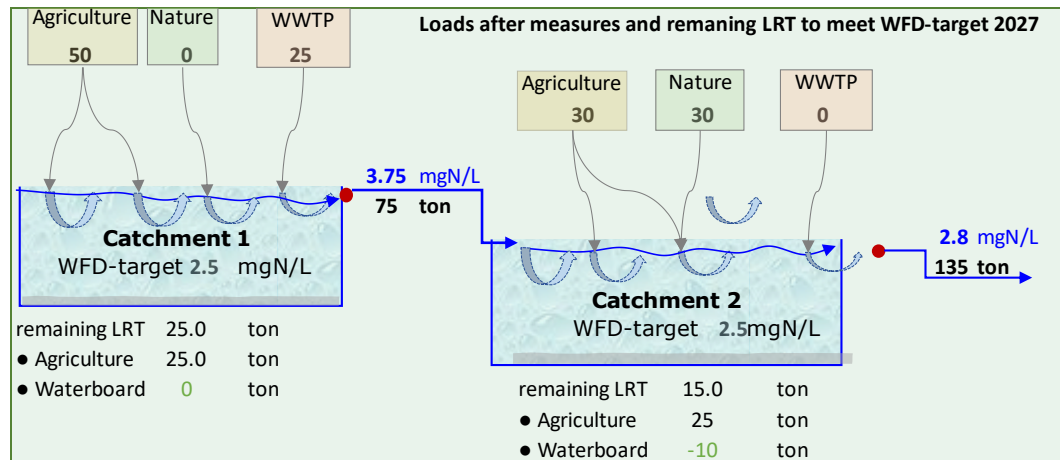 Loads after measures and remaning LRT to meet WFD-target 2027
Agriculture
50
Nature
0
WWTP
25
3.75 mgN/L
75 ton
Catchment 1
WFD-target 2.5 mgN/L
remaining LRT 25.0 ton
● Agriculture 25.0 ton
● Waterboard 0 ton
Agriculture
30
Nature
30
WWTP
0
2.8 mgN/L
135 ton
Catchment 2
WFD-target 2.5mgN/L
remaining LRT 15.0 ton
● Agriculture 25 ton
● Waterboard -10 ton